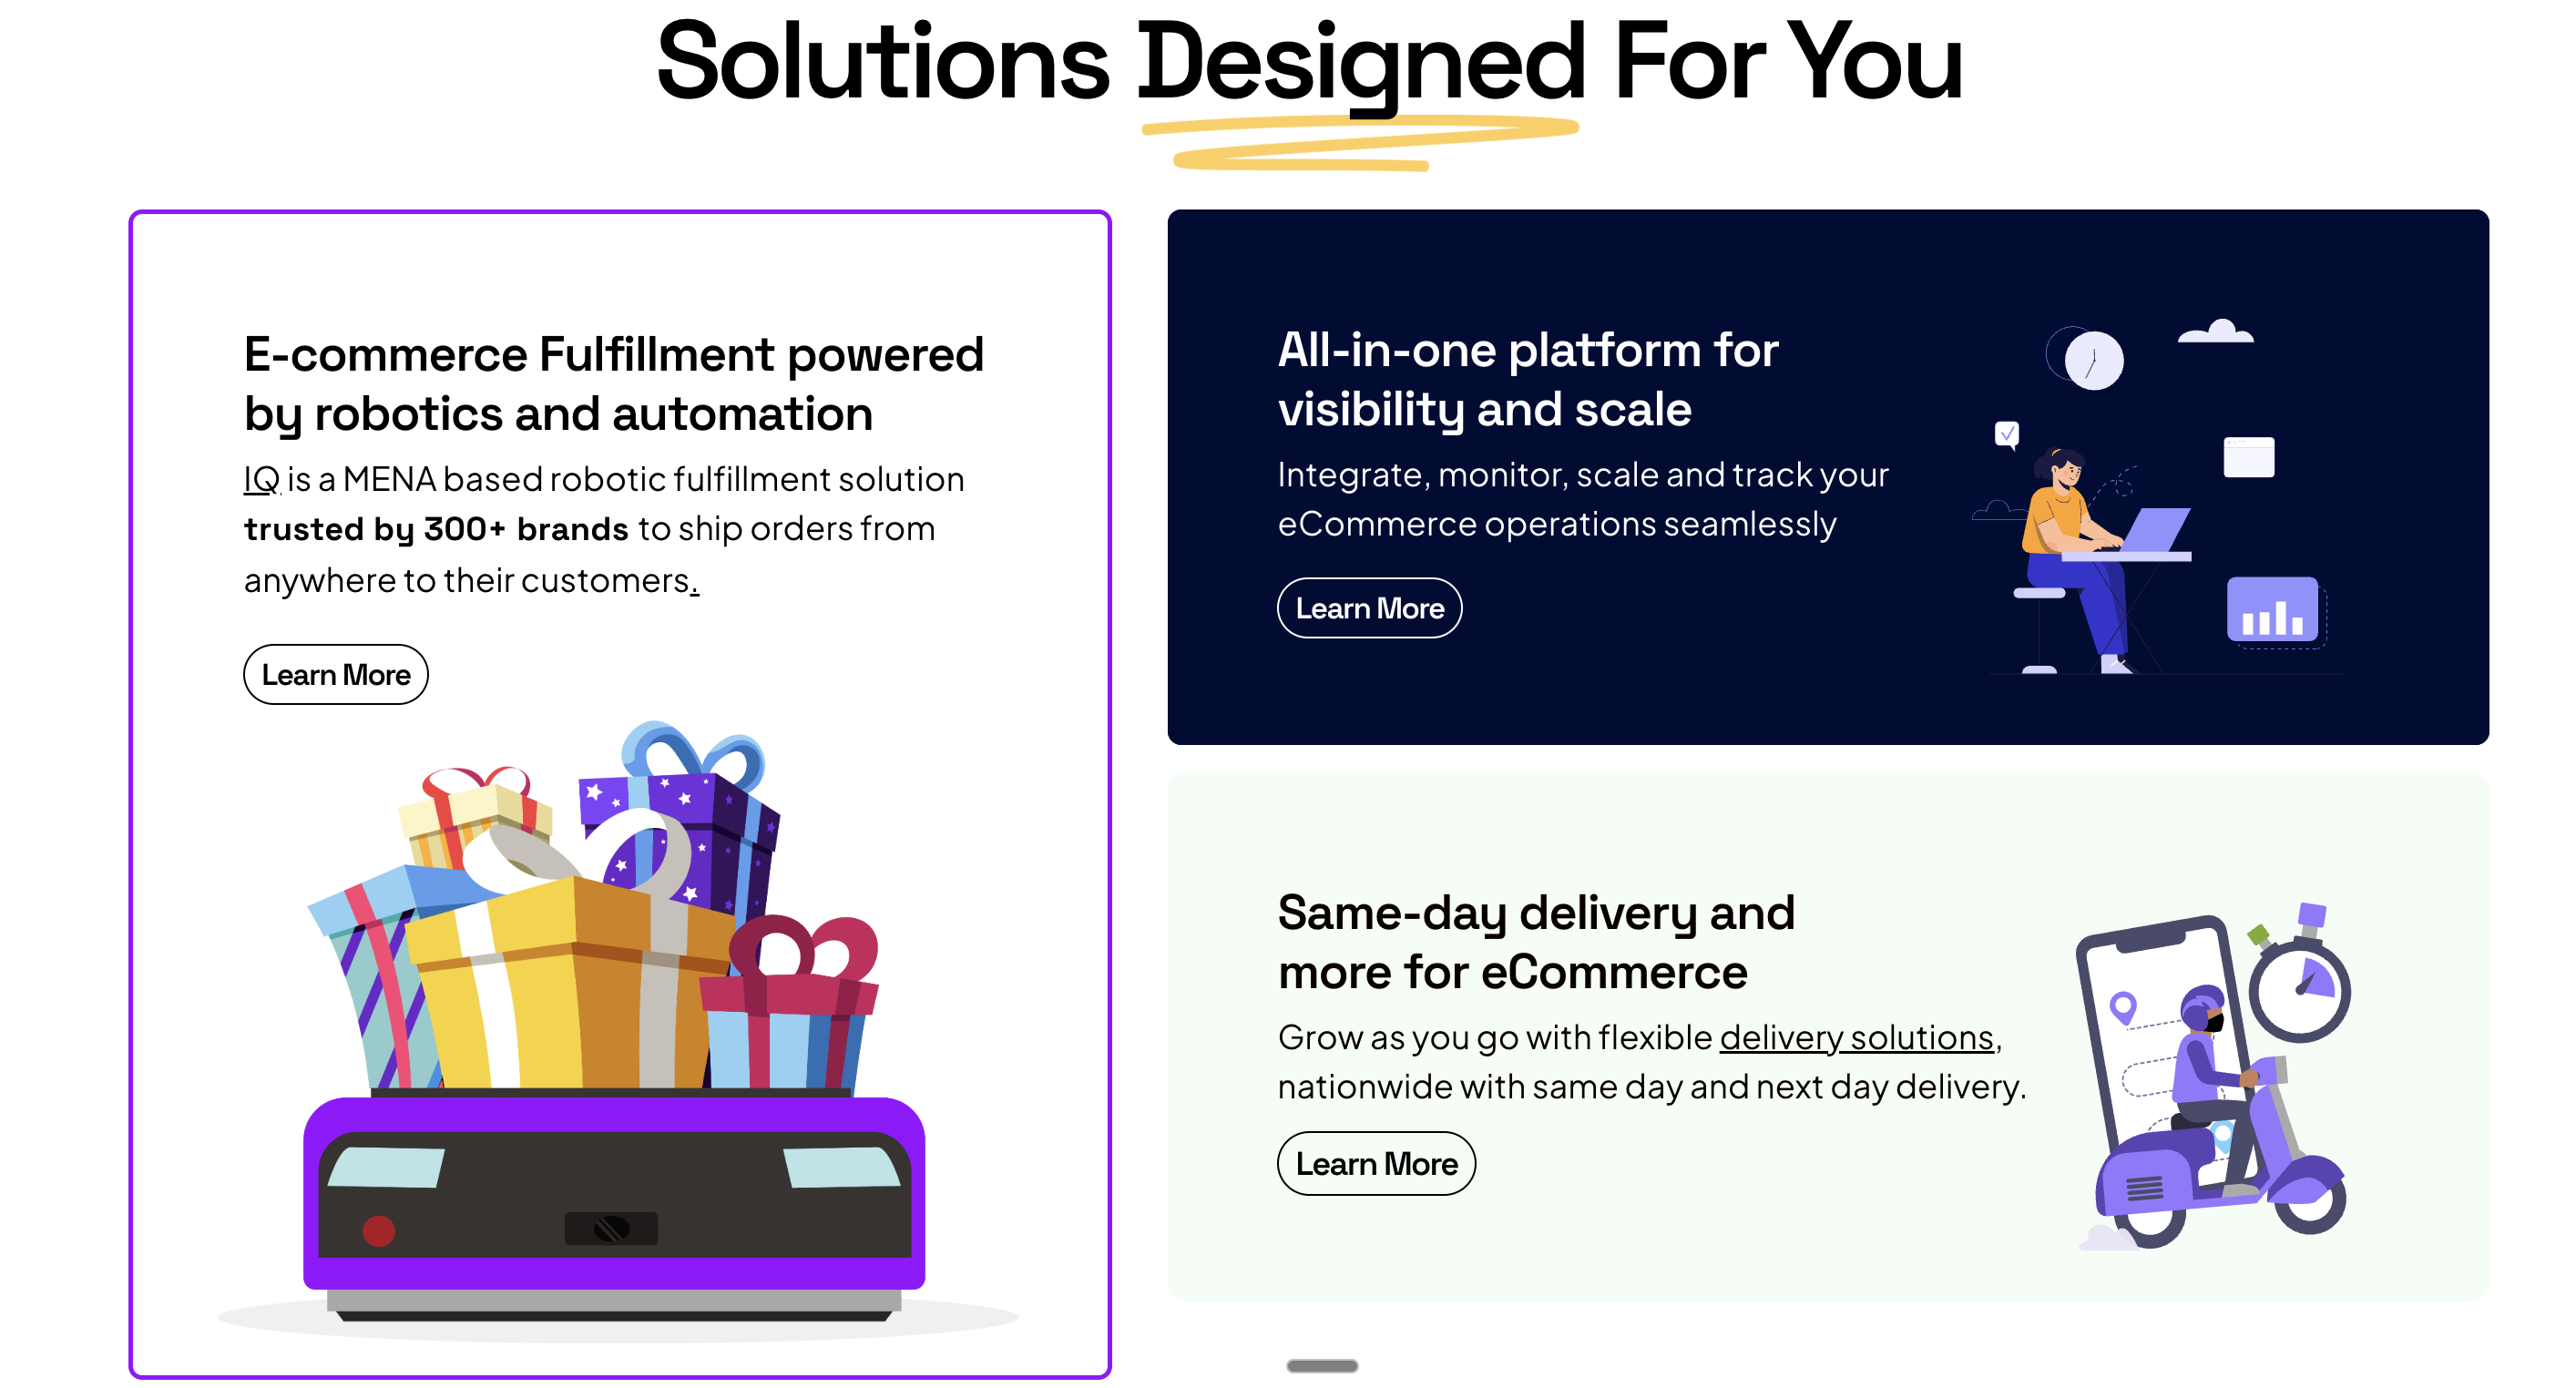 Solutions Designed For You
E-commerce Fulfillment powered
by robotics and automation
IQ is a MENA based robotic fulfillment solution
trusted by 300+ brands to ship orders from
anywhere to their customers.
Learn More
All-in-one platform for
visibility and scale
Integrate, monitor, scale and track your
eCommerce operations seamlessly
Learn More
Same-day delivery and
more for eCommerce
Grow as you go with flexible delivery solutions,
nationwide with same day and next day delivery.
Learn More